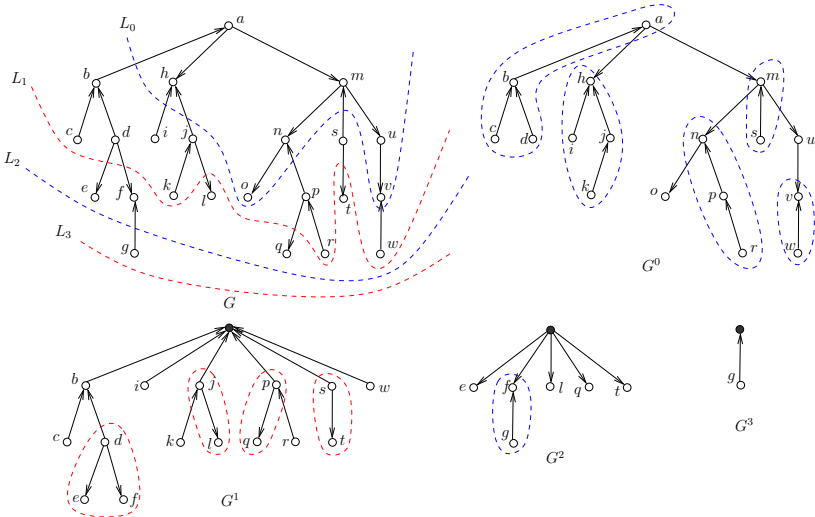 L₀ a a
L₁ b h m b h m
c d i j n s u c d i j n s u
L₂ e f k l o p t v k o p v
L₃ g q r w r w
G G⁰
b i j p s w e f l q t g
c d k l q r t g
e f G¹ G² G³